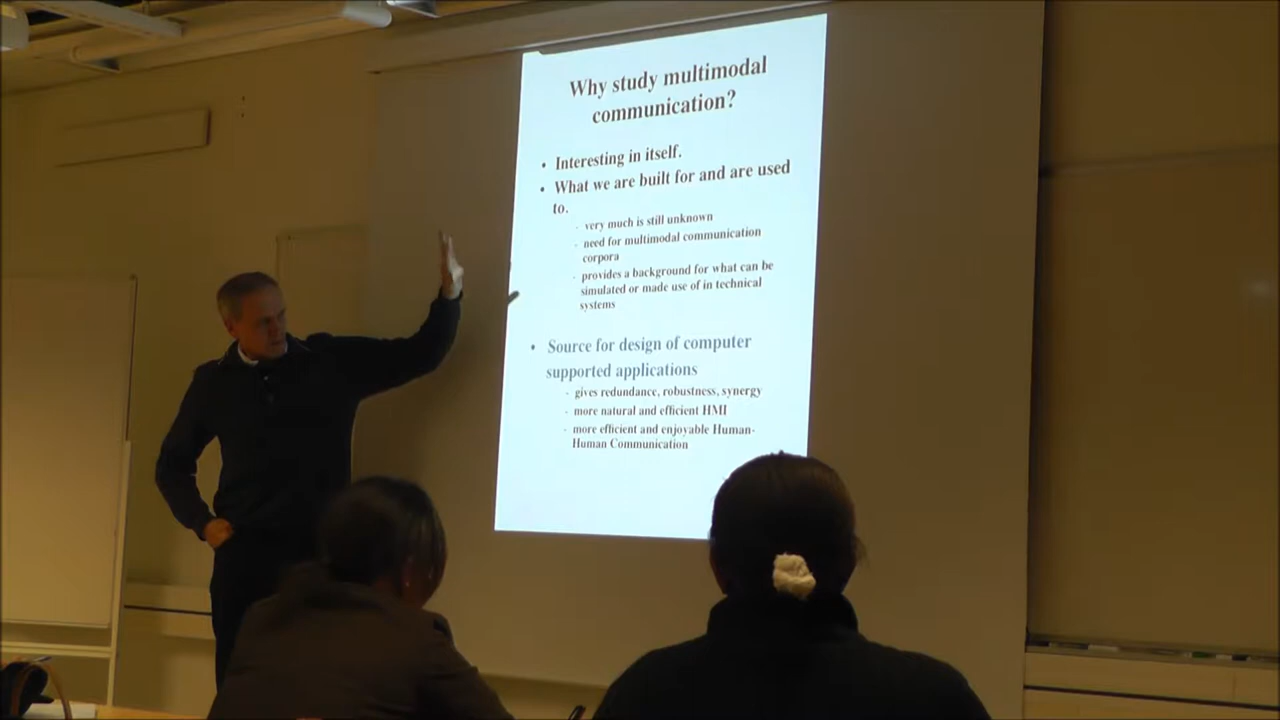 Why study multimodal
communication?
• Interesting in itself.
• What we are built for and are used
to.
- very much is still unknown
- need for multimodal communication
corpora
- provides a background for what can be
simulated or made use of in technical
systems
• Source for design of computer
supported applications
- gives redundance, robustness, synergy
- more natural and efficient HMI
- more efficient and enjoyable Human-
Human Communication